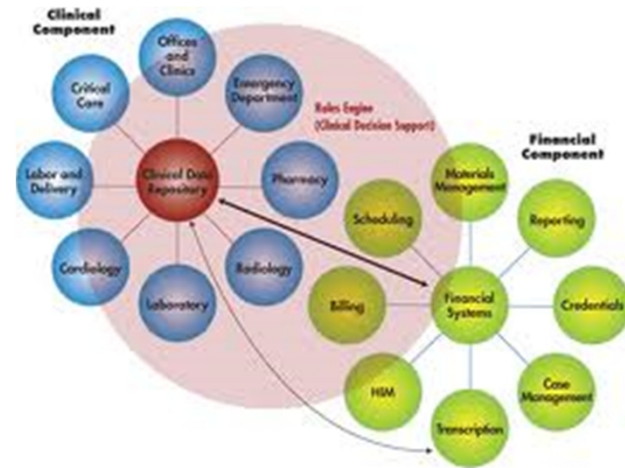 Clinical
Component
Offices
and
Clinics
Critical
Care
Emergency
Department
Rules Engine
(Clinical Decision Support)
Financial
Component
Labor and
Delivery
Clinical Data
Repository
Pharmacy
Materials
Management
Scheduling
Reporting
Cardiology
Radiology
Laboratory
Billing
Financial
Systems
Credentials
HIM
Case
Management
Transcription